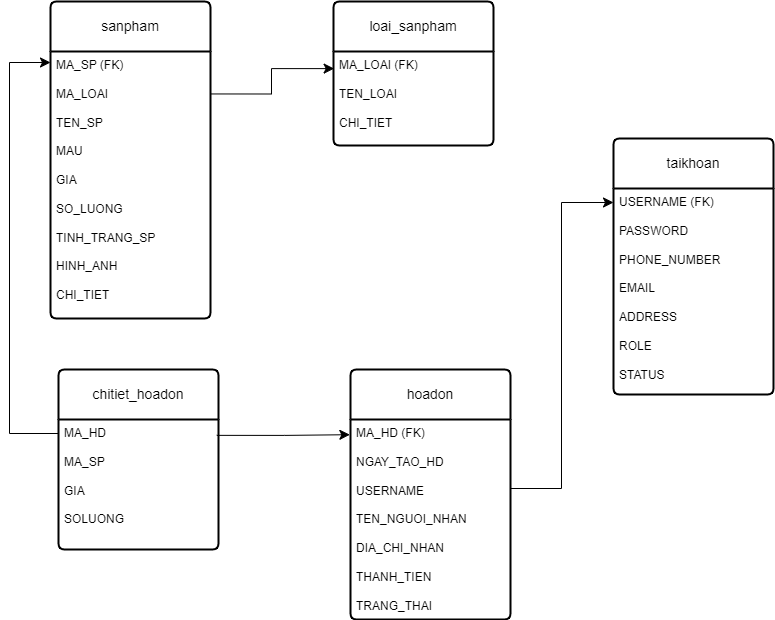 sanpham
MA_SP (FK)
MA_LOAI
TEN_SP
MAU
GIA
SO_LUONG
TINH_TRANG_SP
HINH_ANH
CHI_TIET
loai_sanpham
MA_LOAI (FK)
TEN_LOAI
CHI_TIET
taikhoan
USERNAME (FK)
PASSWORD
PHONE_NUMBER
EMAIL
ADDRESS
ROLE
STATUS
chitiet_hoadon
MA_HD
MA_SP
GIA
SOLUONG
hoadon
MA_HD (FK)
NGAY_TAO_HD
USERNAME
TEN_NGUOI_NHAN
DIA_CHI_NHAN
THANH_TIEN
TRANG_THAI